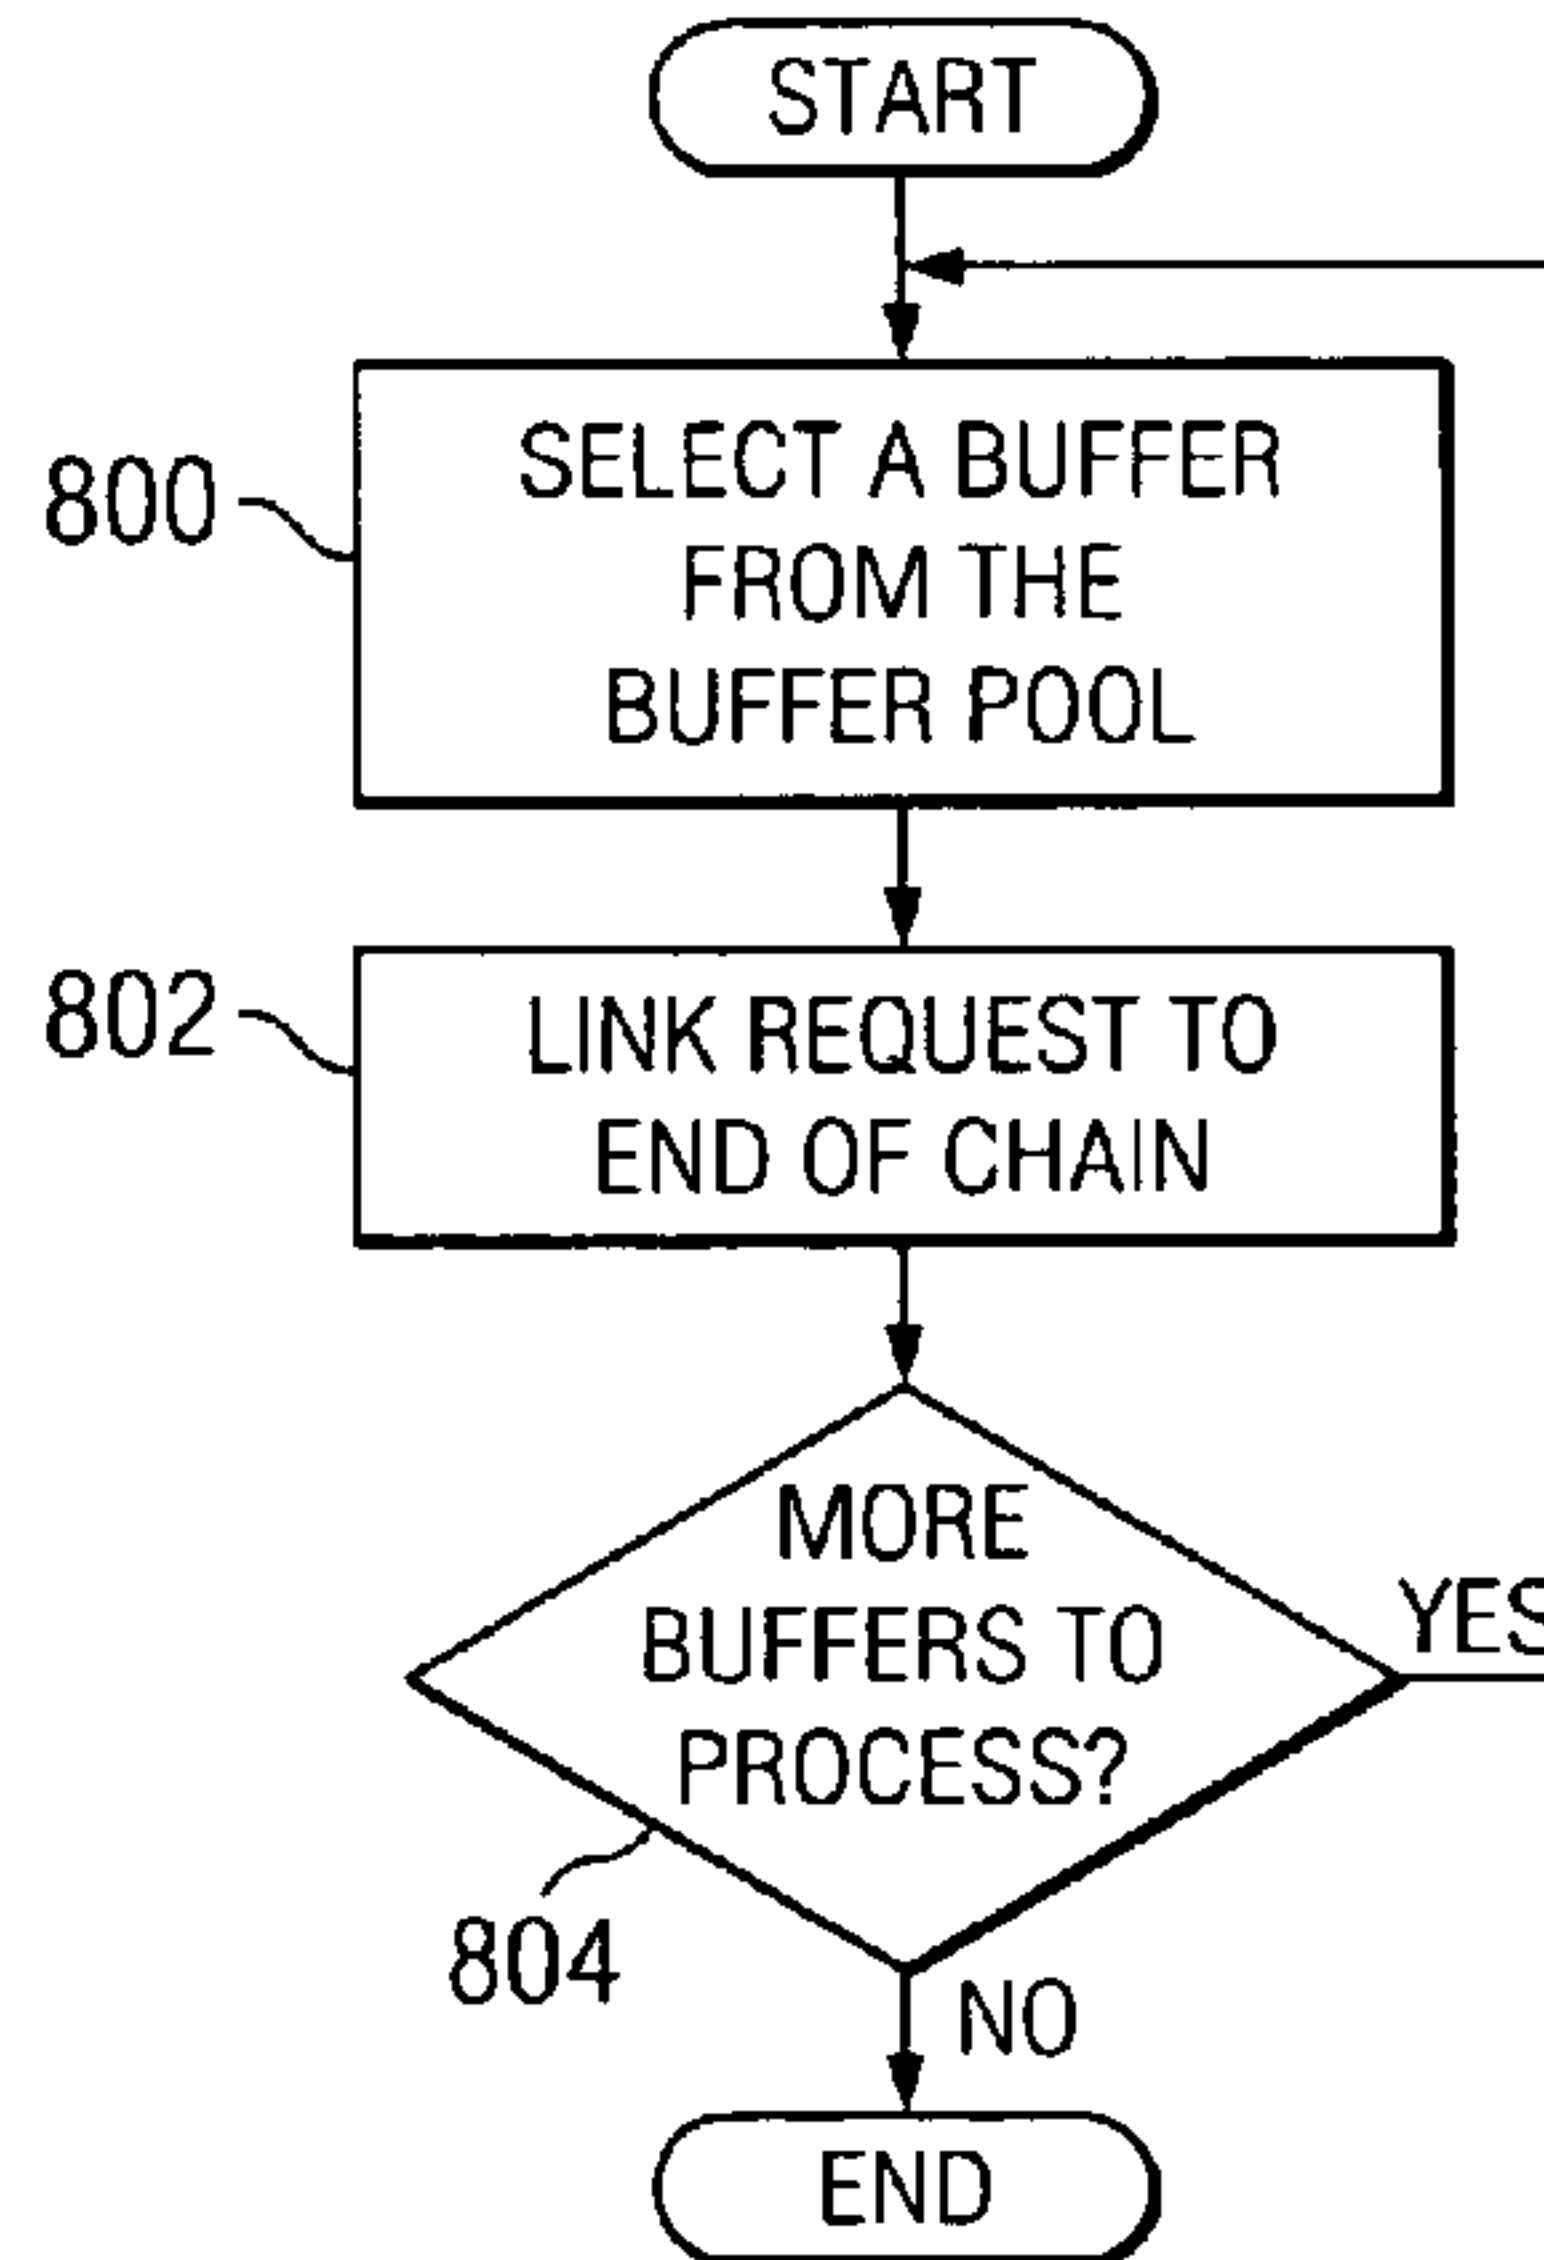 START
800
SELECT A BUFFER
FROM THE
BUFFER POOL
802
LINK REQUEST TO
END OF CHAIN
MORE
BUFFERS TO
PROCESS?
YES
804
NO
END